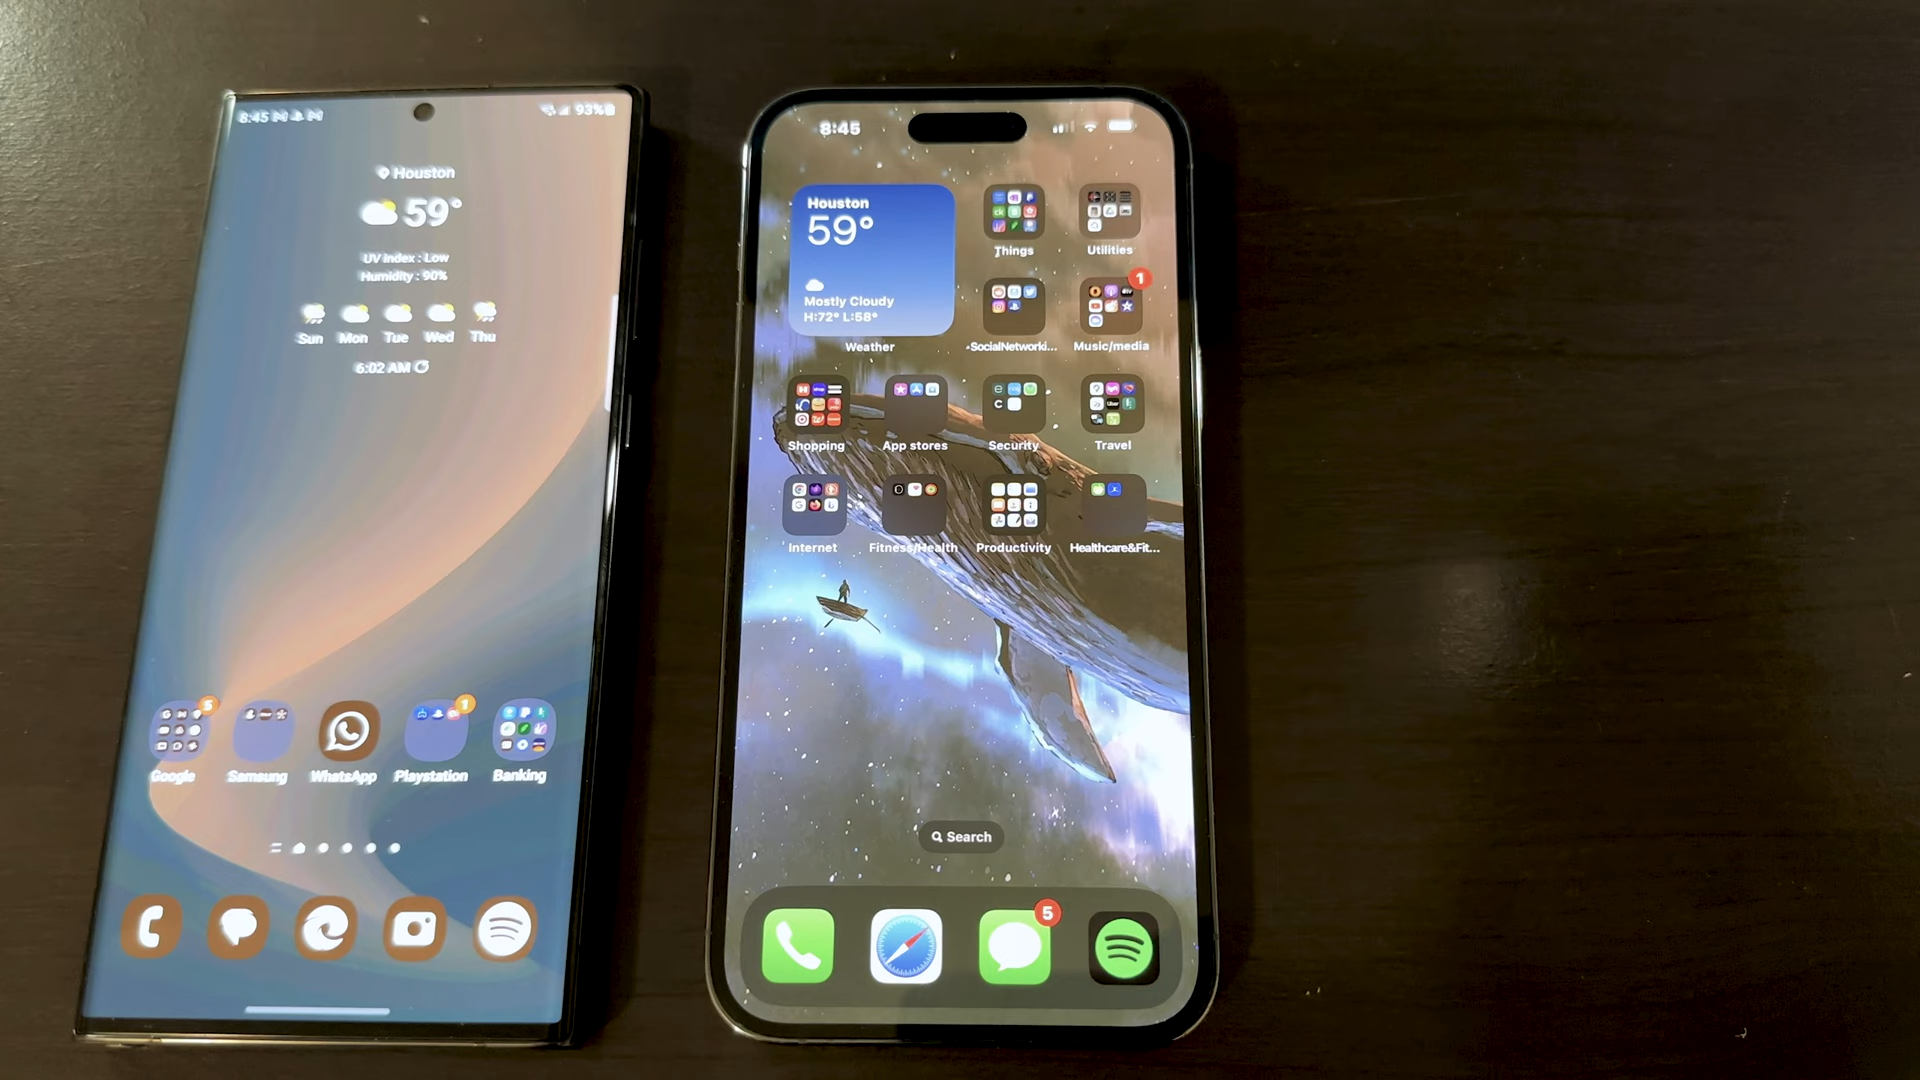 8:45
93%
Houston
59°
UV index : Low
Humidity : 90%
Sun Mon Tue Wed Thu
6:02 AM
5
1
Google Samsung WhatsApp Playstation Banking
8:45
Houston
59°
Mostly Cloudy
H:72° L:58°
Weather
Things
Utilities
1
SocialNetworki...
Music/media
Shopping
App stores
Security
Travel
Internet
Fitness/Health
Productivity
Healthcare&Fit...
Search
5